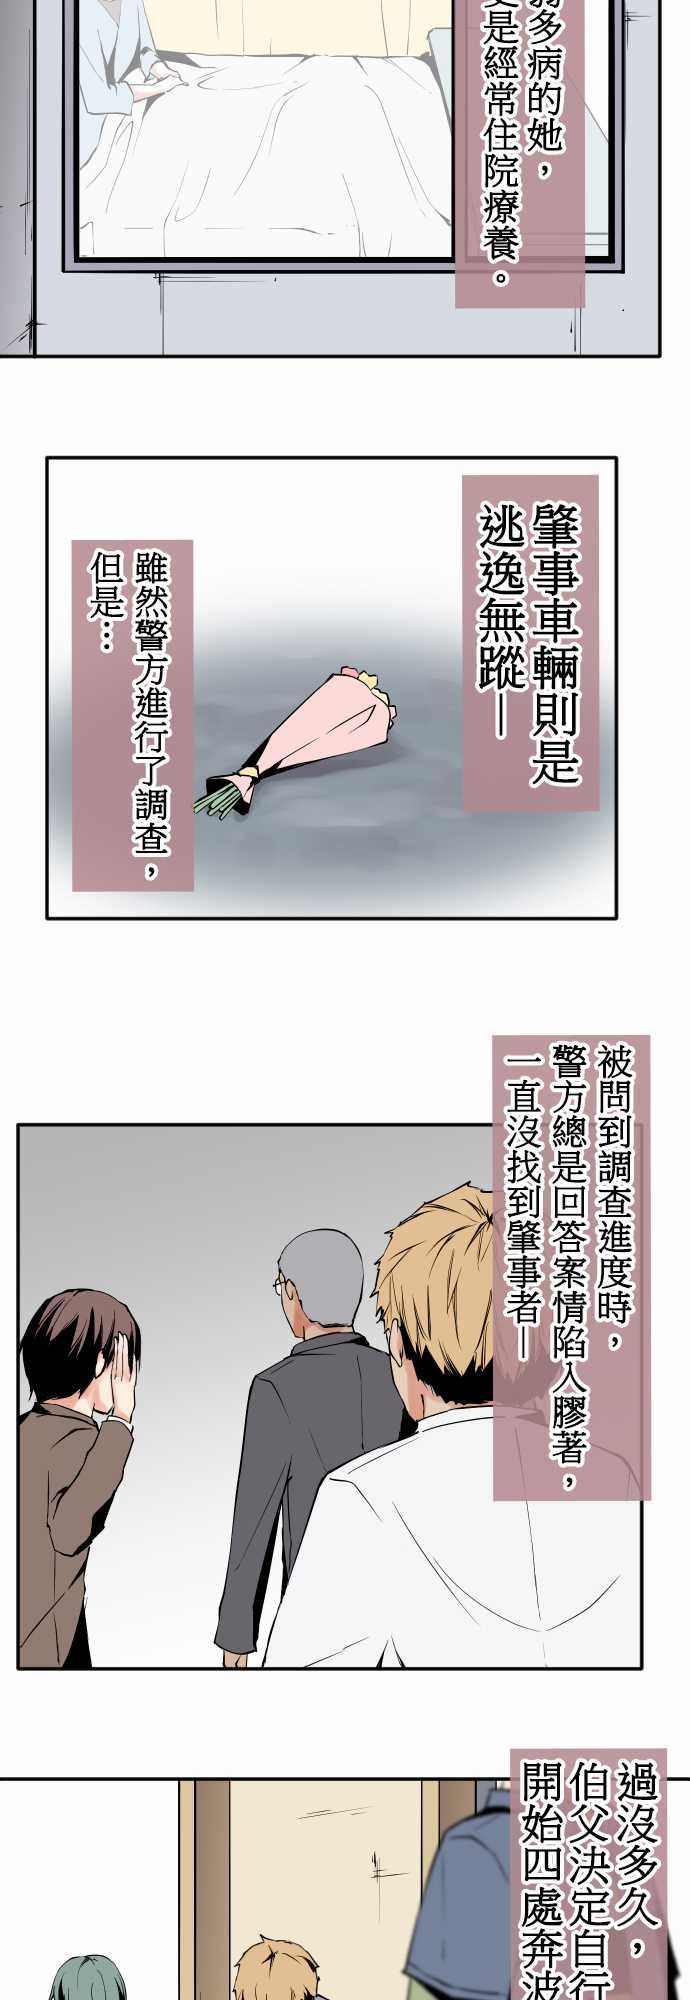 多病的她，
是經常住院療養。
肇事車輛則是
逃逸無蹤—
雖然警方進行了調查，
但是…
被問到調查進度時，
警方總是回答案情陷入膠著，
一直沒找到肇事者—
過沒多久，
伯父決定自行
開始四處奔波